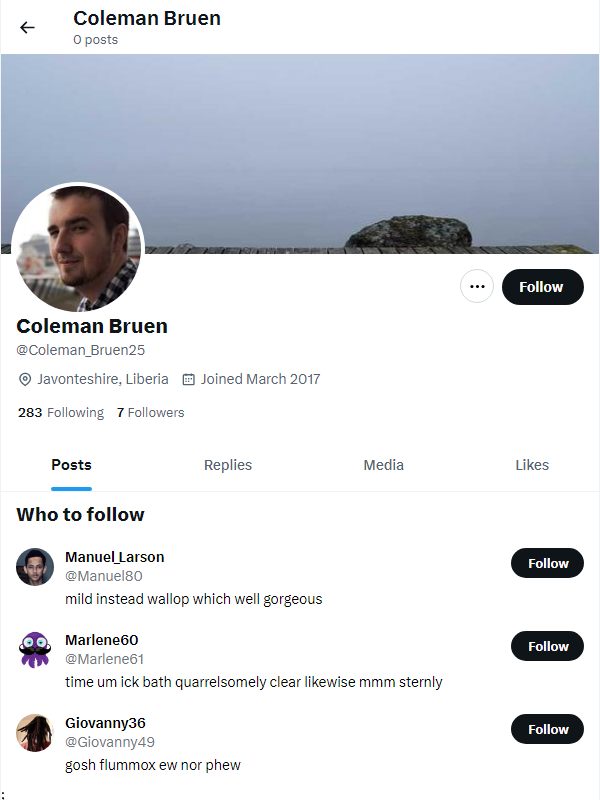 Coleman Bruen
0 posts
Follow
Coleman Bruen
@Coleman_Bruen25
Javonteshire, Liberia Joined March 2017
283 Following 7 Followers
Posts Replies Media Likes
Who to follow
Manuel_Larson
@Manuel80
Follow
mild instead wallop which well gorgeous
Marlene60
@Marlene61
Follow
time um ick bath quarrelsomely clear likewise mmm sternly
Giovanny36
@Giovanny49
Follow
gosh flummox ew nor phew
;